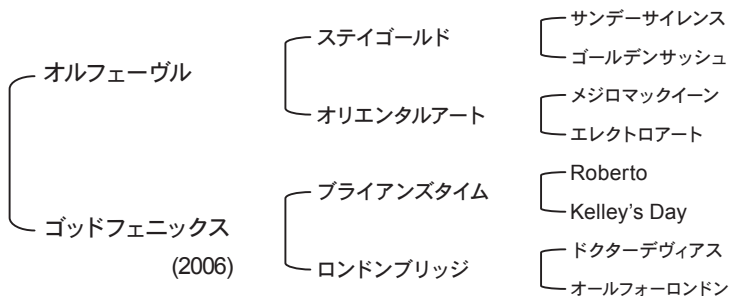 オルフェーヴル
ゴッドフェニックス
(2006)
ステイゴールド
オリエンタルアート
ブライアンズタイム
ロンドンブリッジ
サンデーサイレンス
ゴールデンサッシュ
メジロマックイーン
エレクトロアート
Roberto
Kelley’s Day
ドクターデヴィアス
オールフォーロンドン